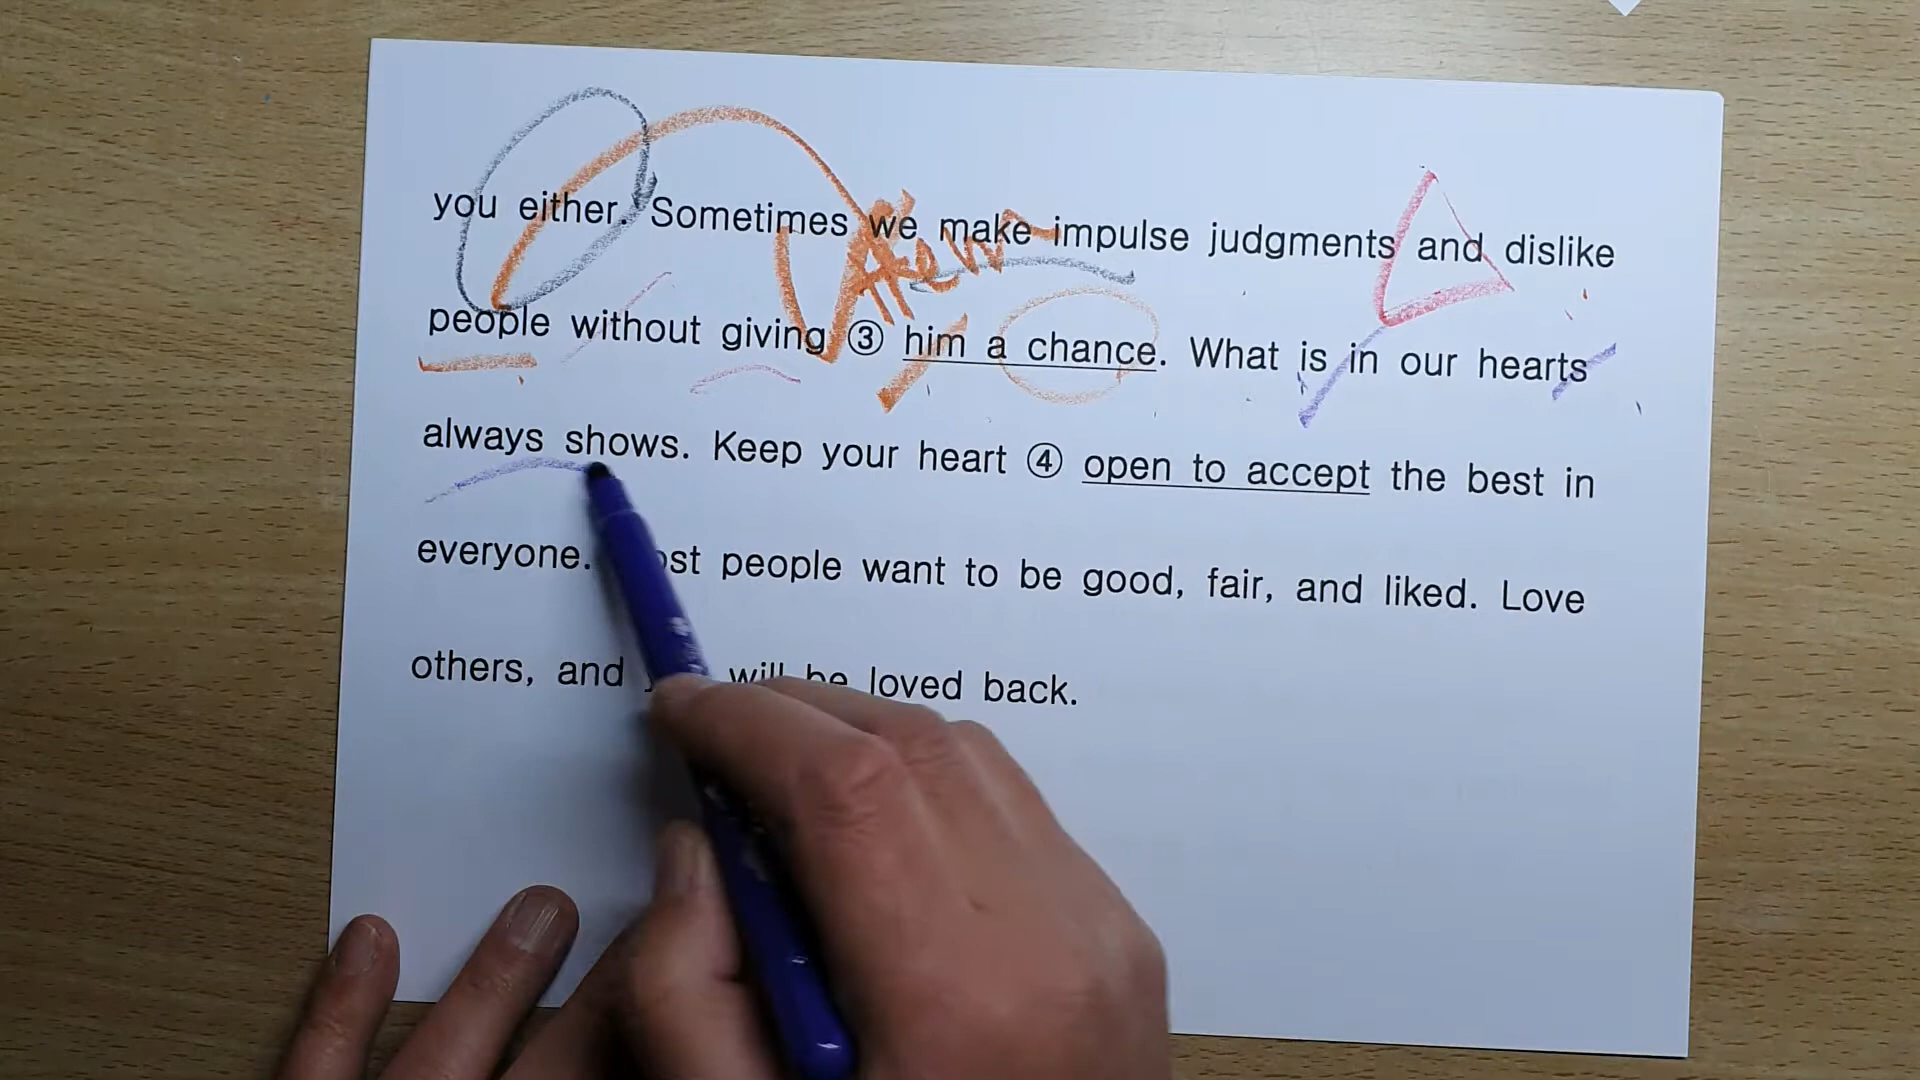 you either. Sometimes we make impulse judgments and dislike
them
people without giving ③ him a chance. What is in our hearts
always shows. Keep your heart ④ open to accept the best in
everyone. people want to be good, fair, and liked. Love
others, and will be loved back.